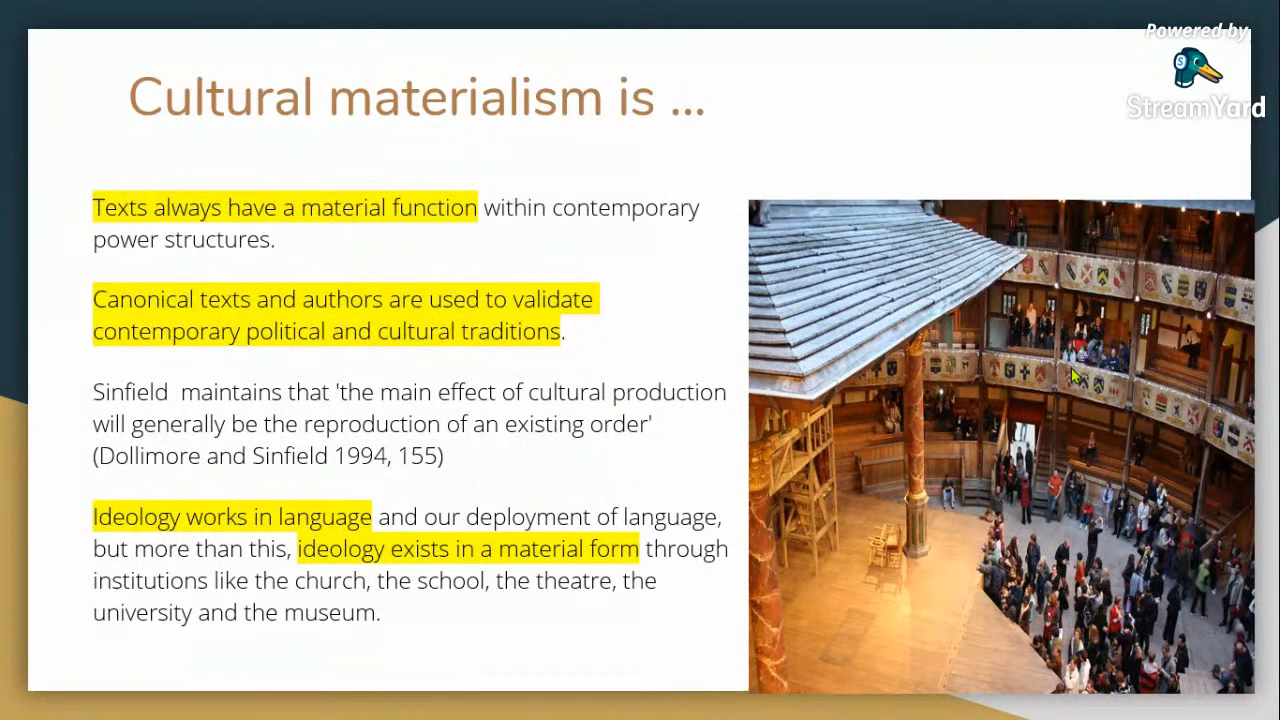 Powered by
StreamYard
Cultural materialism is ...
Texts always have a material function within contemporary
power structures.
Canonical texts and authors are used to validate
contemporary political and cultural traditions.
Sinfield  maintains that 'the main effect of cultural production
will generally be the reproduction of an existing order'
(Dollimore and Sinfield 1994, 155)
Ideology works in language and our deployment of language,
but more than this, ideology exists in a material form through
institutions like the church, the school, the theatre, the
university and the museum.